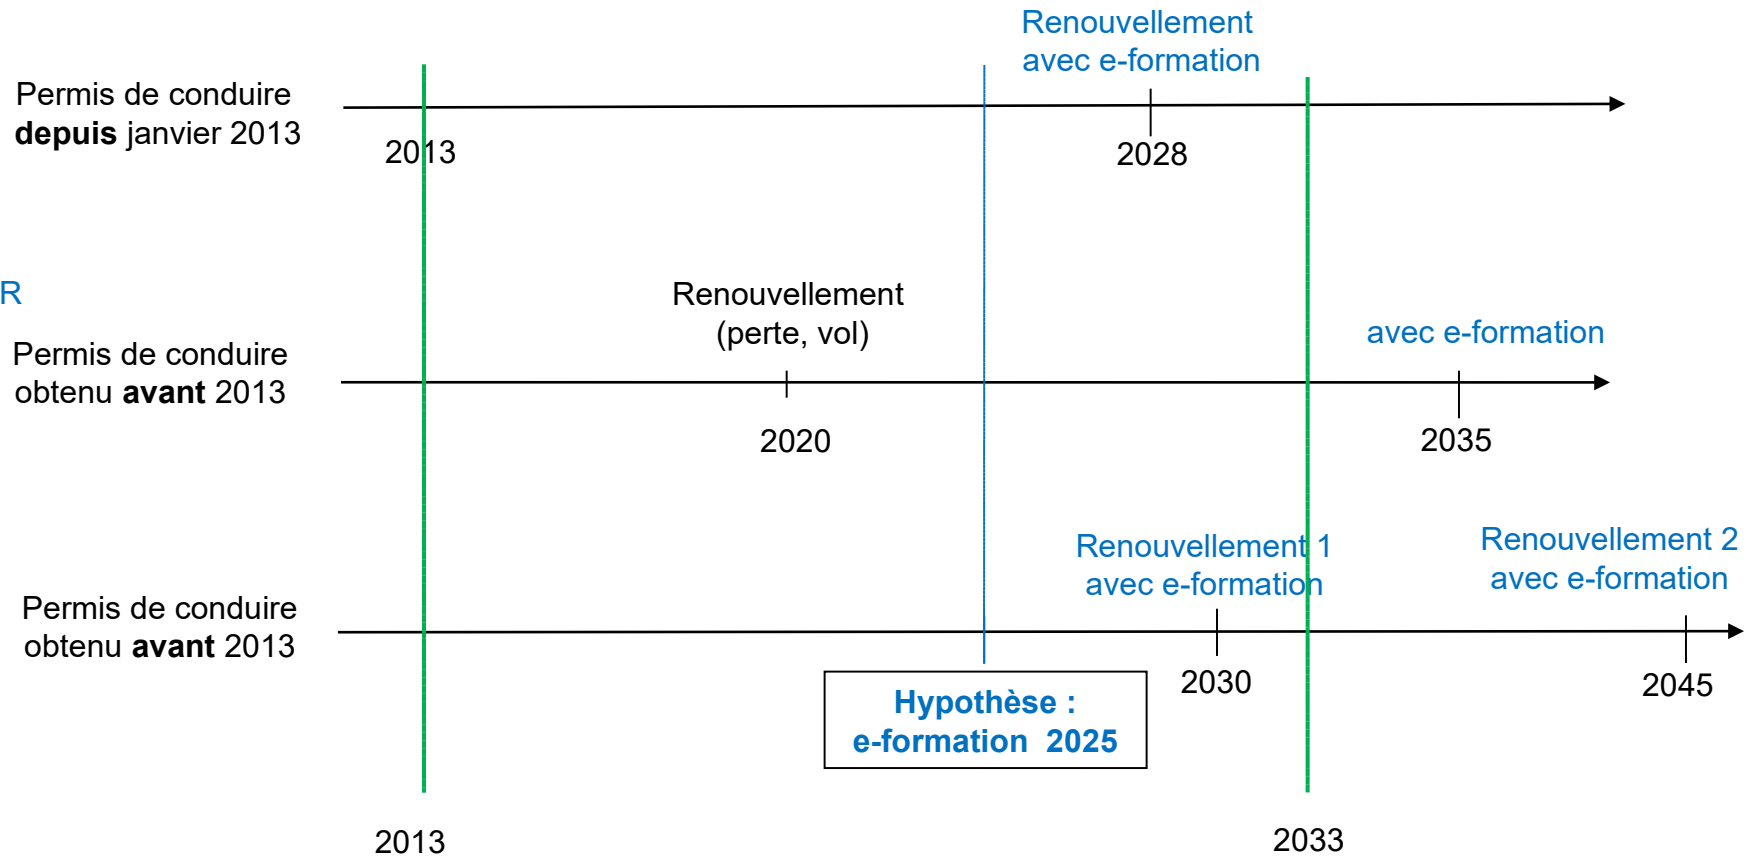 Renouvellement
avec e-formation
Permis de conduire
depuis janvier 2013
2013
2028
R
Renouvellement
(perte, vol)
avec e-formation
Permis de conduire
obtenu avant 2013
2020
2035
Renouvellement 1
avec e-formation
Renouvellement 2
avec e-formation
Permis de conduire
obtenu avant 2013
2030
2045
Hypothèse :
e-formation 2025
2013
2033